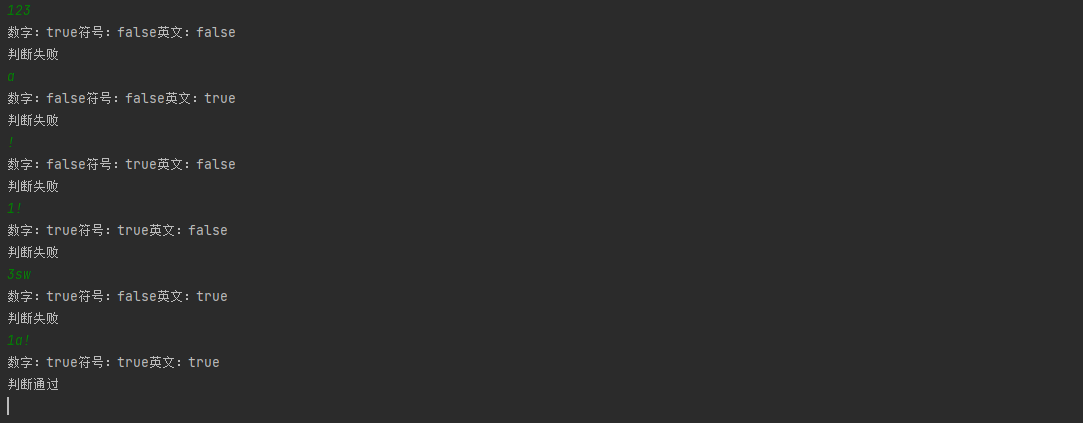 123
数字：true符号：false英文：false
判断失败
a
数字：false符号：false英文：true
判断失败
!
数字：false符号：true英文：false
判断失败
1!
数字：true符号：true英文：false
判断失败
3sw
数字：true符号：false英文：true
判断失败
1a!
数字：true符号：true英文：true
判断通过